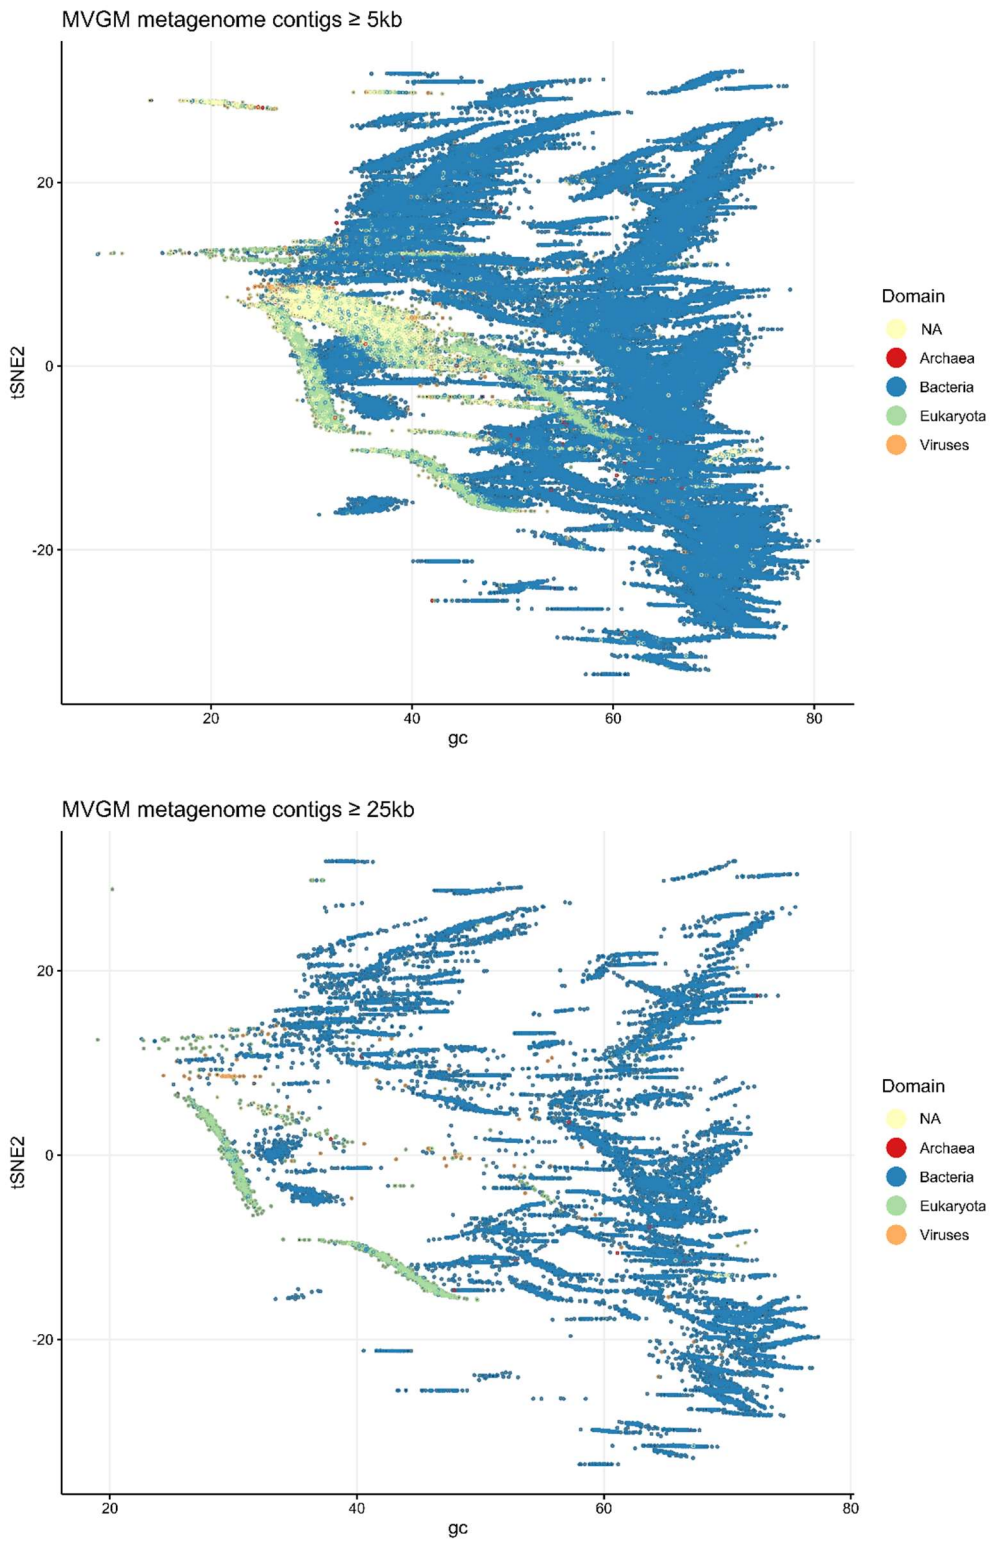 MVGM metagenome contigs ≥ 5kb
tSNE2
20
0
-20
20
40
60
80
gc
Domain
NA
Archaea
Bacteria
Eukaryota
Viruses
MVGM metagenome contigs ≥ 25kb
tSNE2
20
0
-20
20
40
60
80
gc
Domain
NA
Archaea
Bacteria
Eukaryota
Viruses